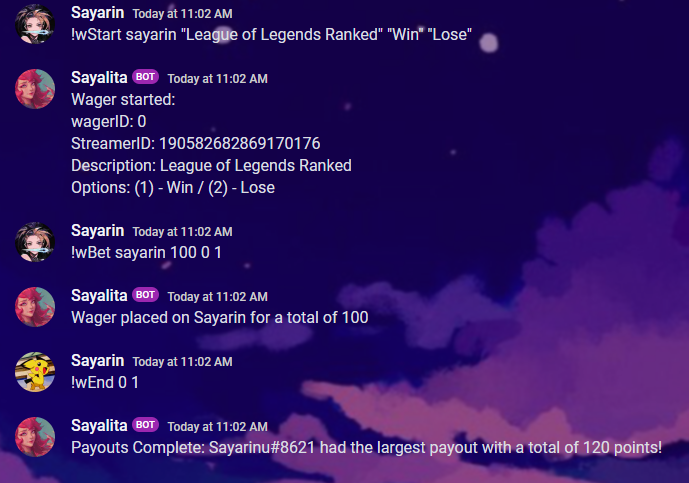 Sayarin Today at 11:02 AM
!wStart sayarin "League of Legends Ranked" "Win" "Lose"
Sayalita BOT Today at 11:02 AM
Wager started:
wagerID: 0
StreamerID: 190582682869170176
Description: League of Legends Ranked
Options: (1) - Win / (2) - Lose
Sayarin Today at 11:02 AM
!wBet sayarin 100 0 1
Sayalita BOT Today at 11:02 AM
Wager placed on Sayarin for a total of 100
Sayarin Today at 11:02 AM
!wEnd 0 1
Sayalita BOT Today at 11:02 AM
Payouts Complete: Sayarinu#8621 had the largest payout with a total of 120 points!